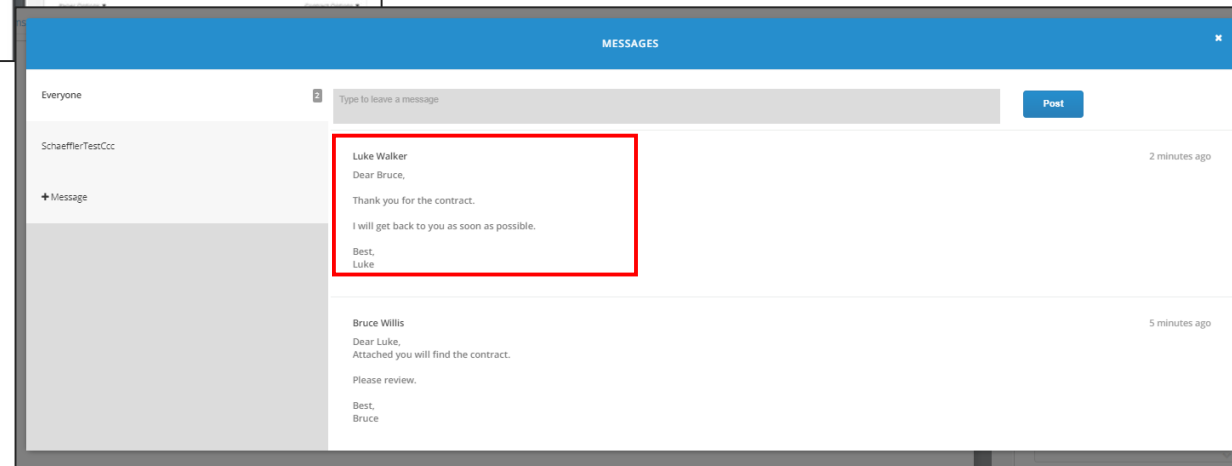 MESSAGES
Everyone 2
Type to leave a message
Post
SchaefflerTestCcc
+ Message
Luke Walker 2 minutes ago
Dear Bruce,
Thank you for the contract.
I will get back to you as soon as possible.
Best,
Luke
Bruce Willis 5 minutes ago
Dear Luke,
Attached you will find the contract.
Please review.
Best,
Bruce